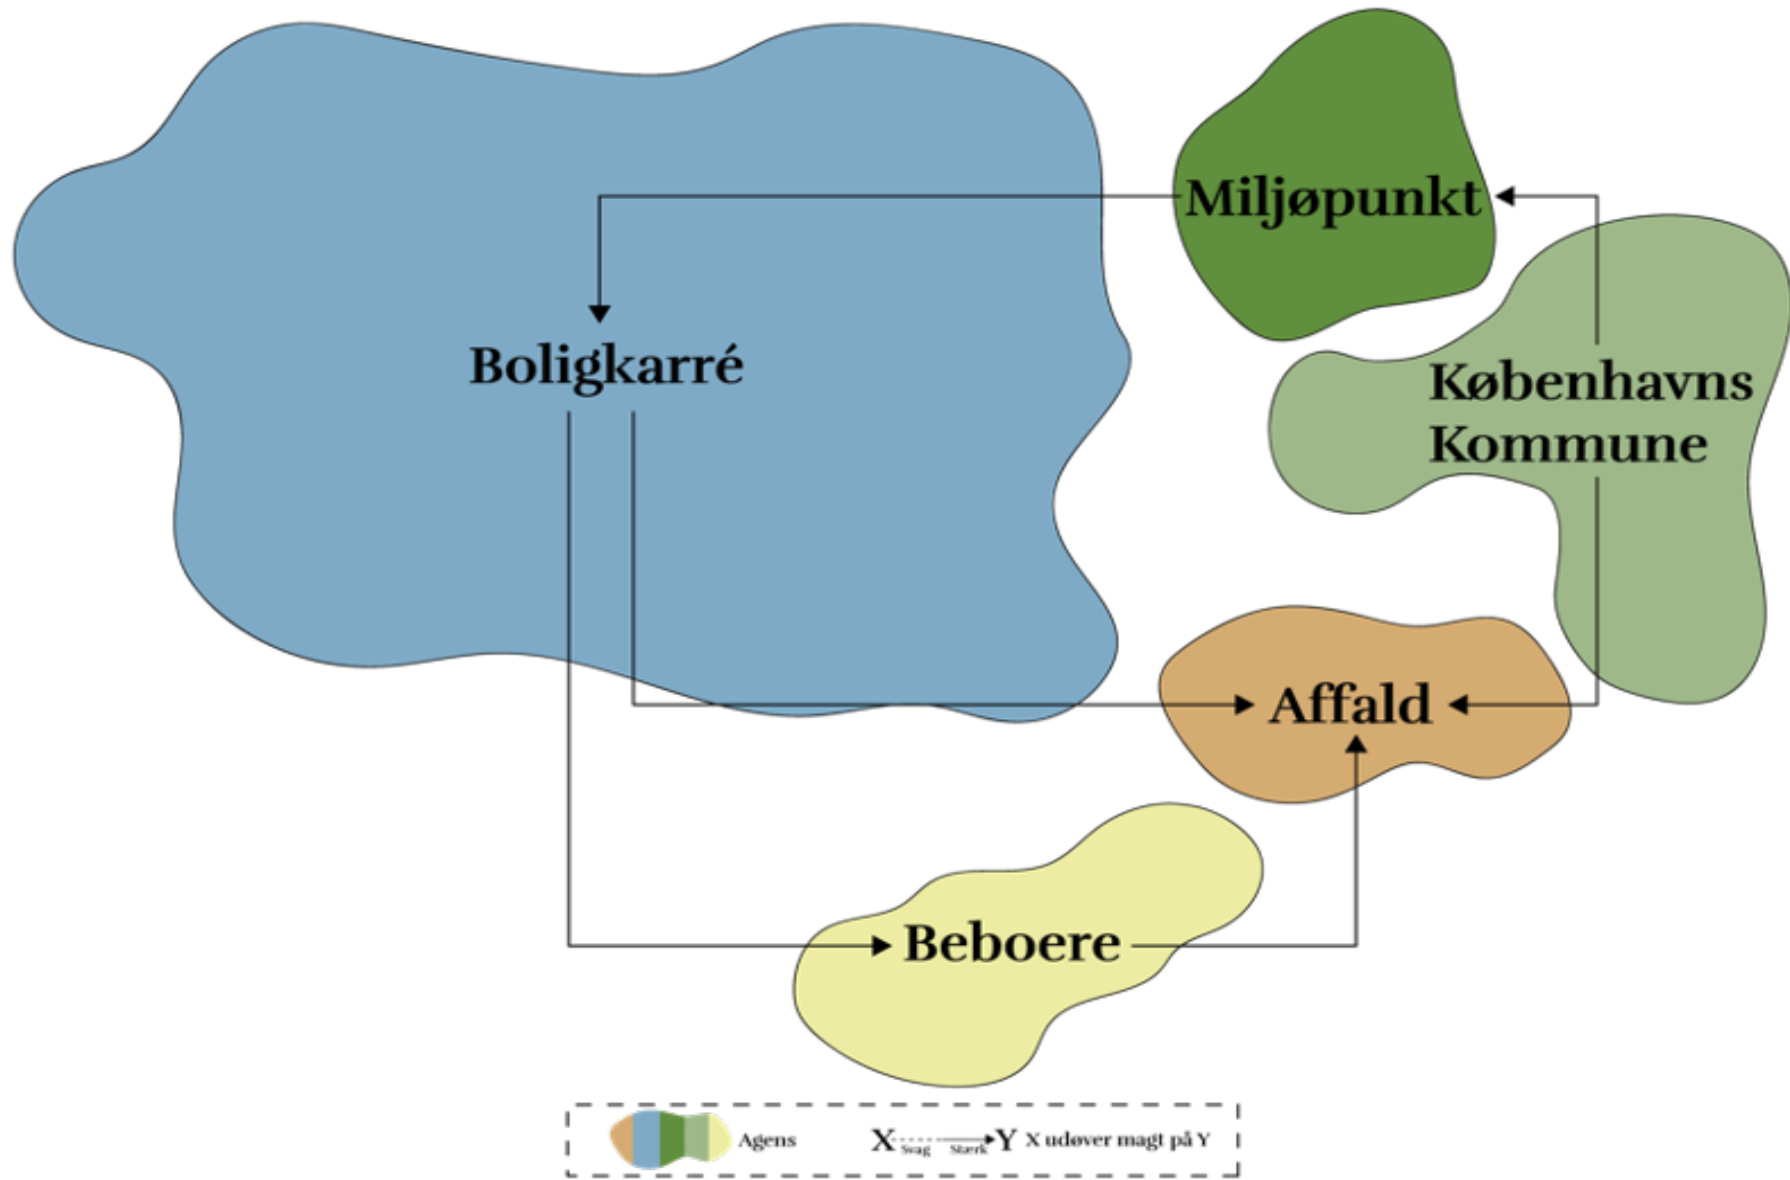 Miljøpunkt
Boligkarré
Københavns
Kommune
Affald
Beboere
Agens
X Svag Stærk Y X udøver magt på Y